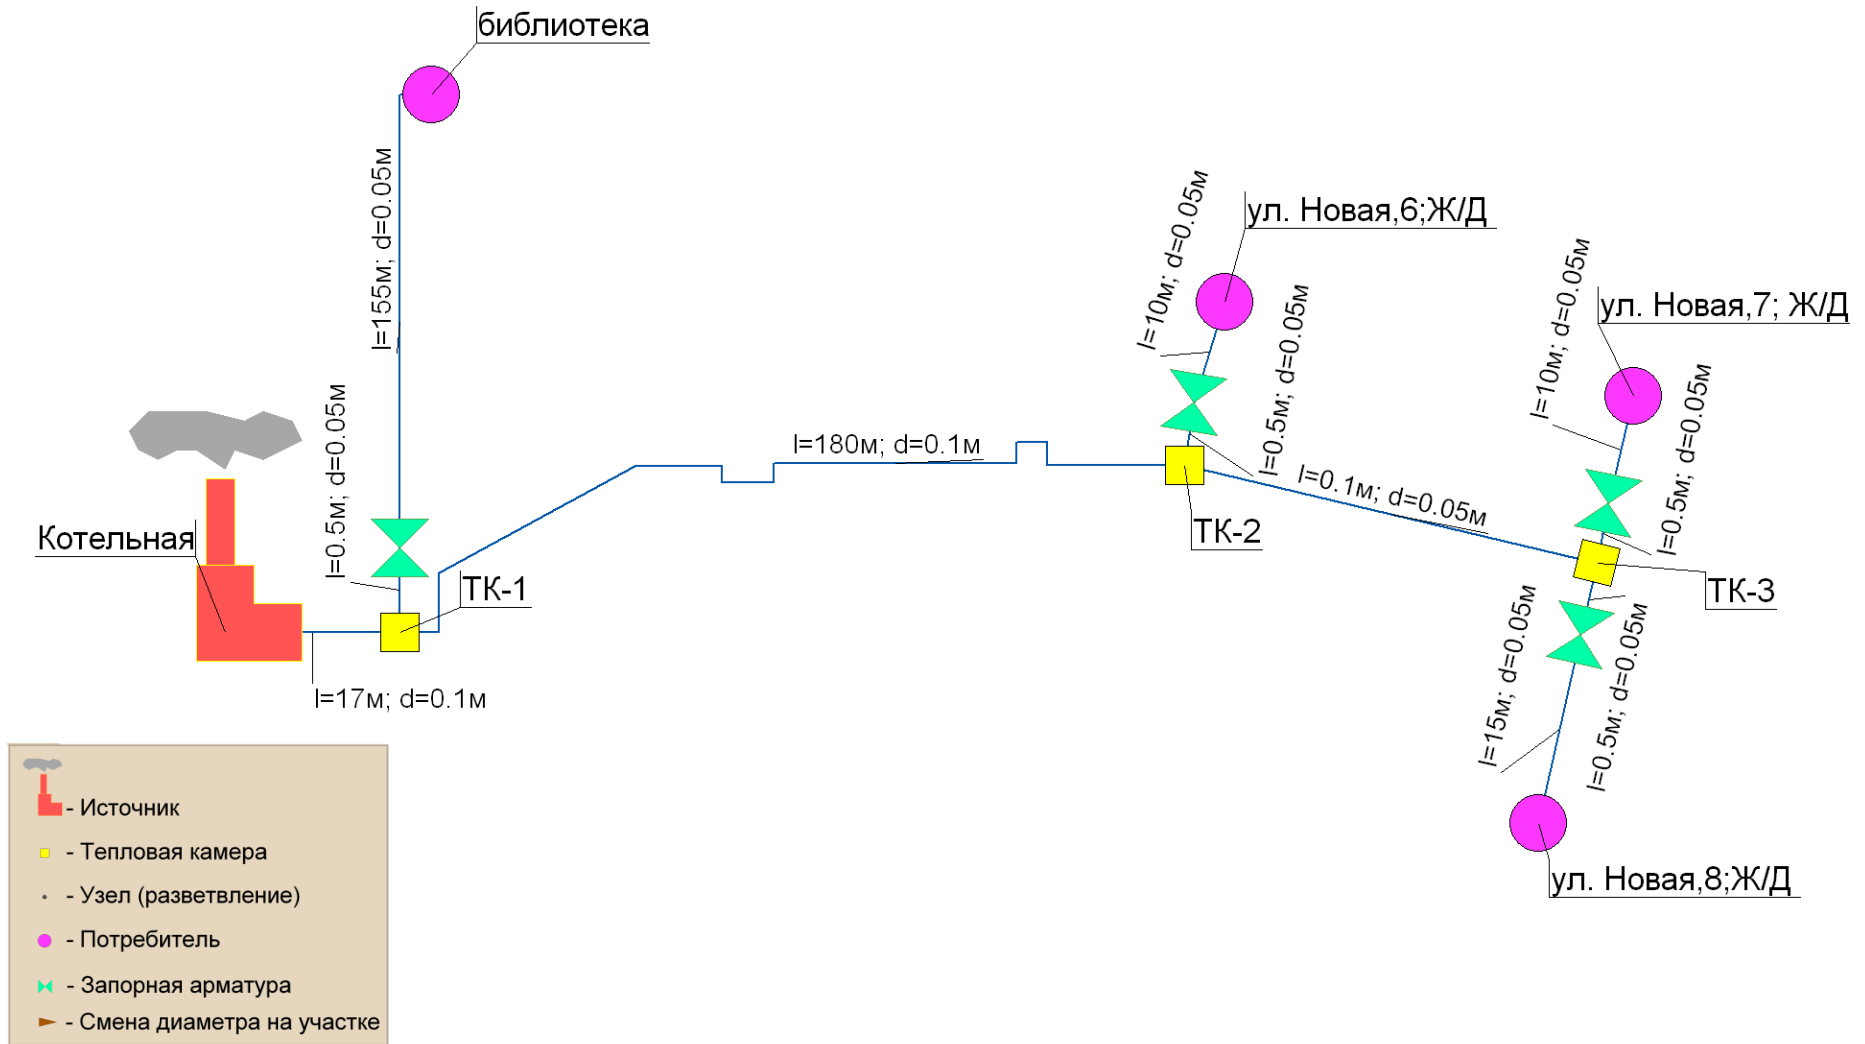 библиотека
l=155м; d=0.05м
l=10м; d=0.05м
ул. Новая,6;Ж/Д
l=0.5м; d=0.05м
l=10м; d=0.05м
ул. Новая,7; Ж/Д
l=0.5м; d=0.05м
l=0.5м; d=0.05м
l=180м; d=0.1м
l=0.1м; d=0.05м
Котельная
ТК-1
ТК-2
ТК-3
l=17м; d=0.1м
l=15м; d=0.05м
l=0.5м; d=0.05м
ул. Новая,8;Ж/Д
- Источник
- Тепловая камера
- Узел (разветвление)
- Потребитель
- Запорная арматура
- Смена диаметра на участке